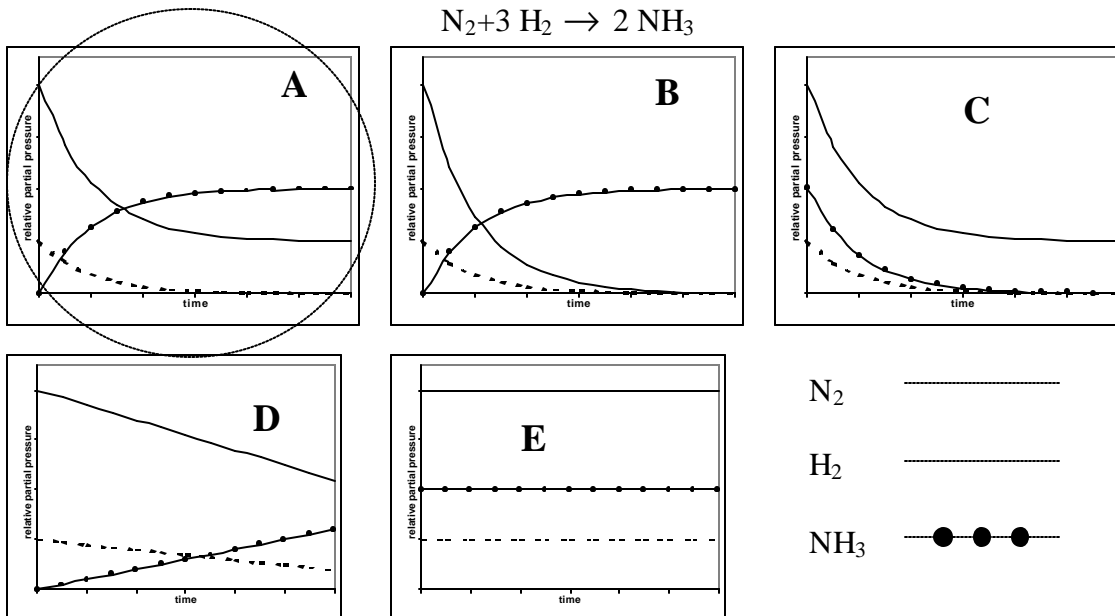 N₂+3 H₂ → 2 NH₃
A
relative partial pressure
time
B
relative partial pressure
time
C
relative partial pressure
time
D
relative partial pressure
time
E
relative partial pressure
time
N₂
H₂
NH₃